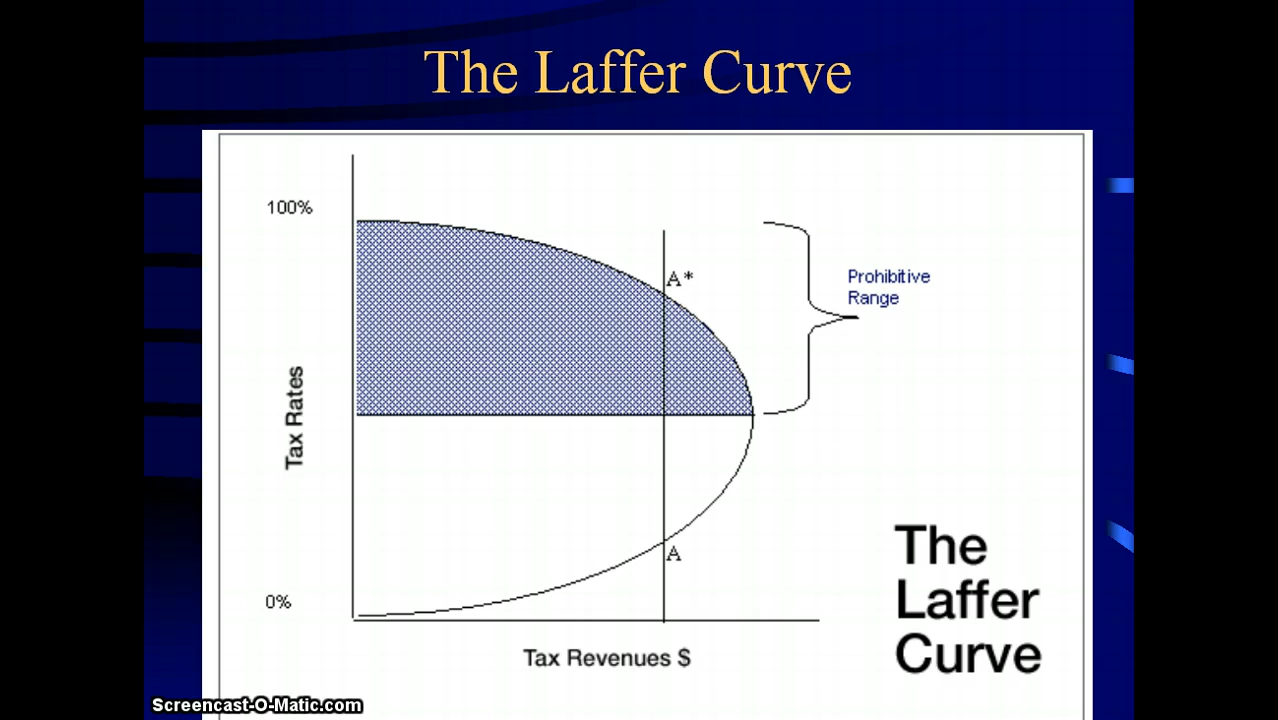 The Laffer Curve
100%
A*
Prohibitive
Range
Tax Rates
A
0%
The
Laffer
Curve
Tax Revenues $
Screencast-O-Matic.com